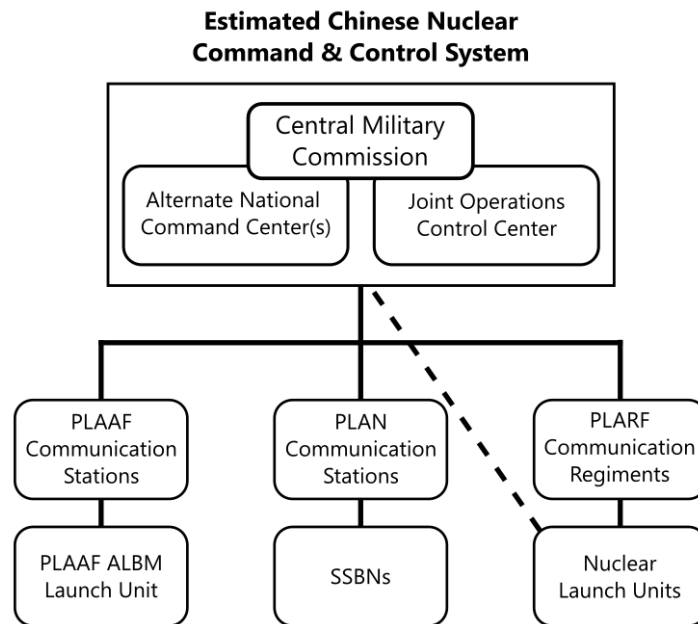 Estimated Chinese Nuclear
Command & Control System
Central Military
Commission
Alternate National
Command Center(s)
Joint Operations
Control Center
PLAAF
Communication
Stations
PLAN
Communication
Stations
PLARF
Communication
Regiments
PLAAF ALBM
Launch Unit
SSBNs
Nuclear
Launch Units